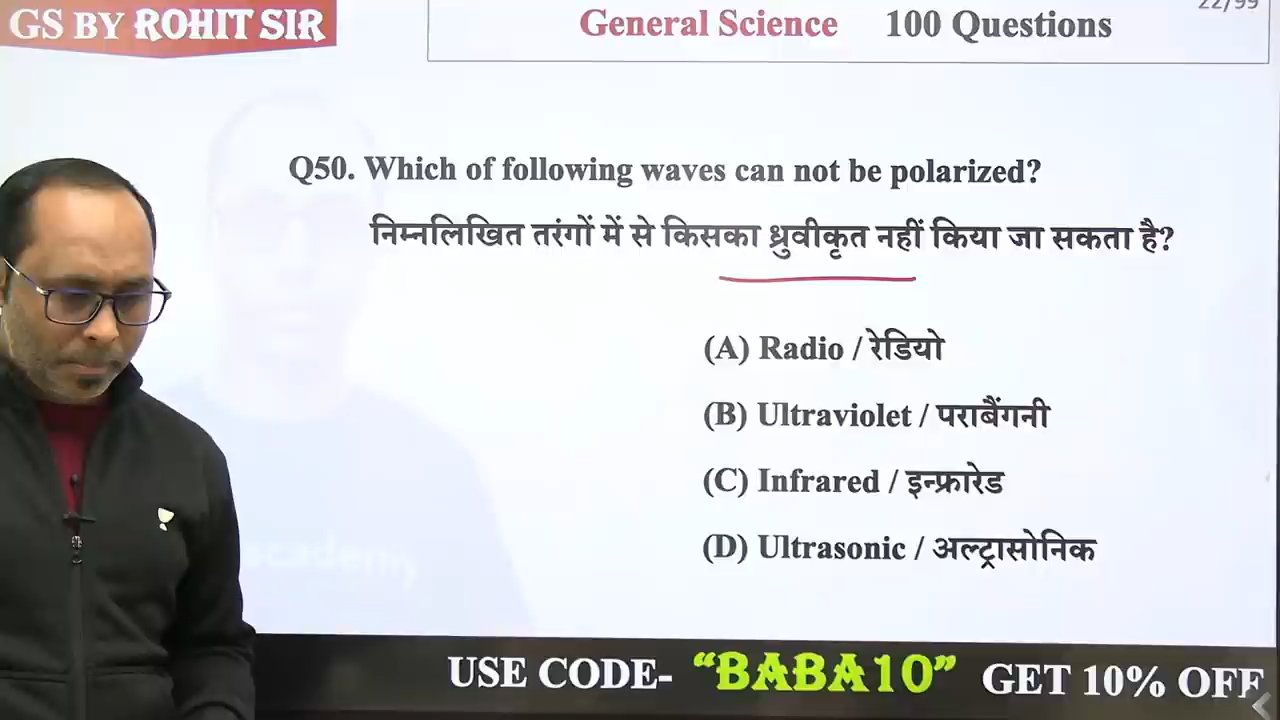 GS BY ROHIT SIR
General Science 100 Questions
22/99
Q50. Which of following waves can not be polarized?
निम्नलिखित तरंगों में से किसका ध्रुवीकृत नहीं किया जा सकता है?
(A) Radio / रेडियो
(B) Ultraviolet / पराबैंगनी
(C) Infrared / इन्फ्रारेड
(D) Ultrasonic / अल्ट्रासोनिक
academy
USE CODE- “BABA10” GET 10% OFF